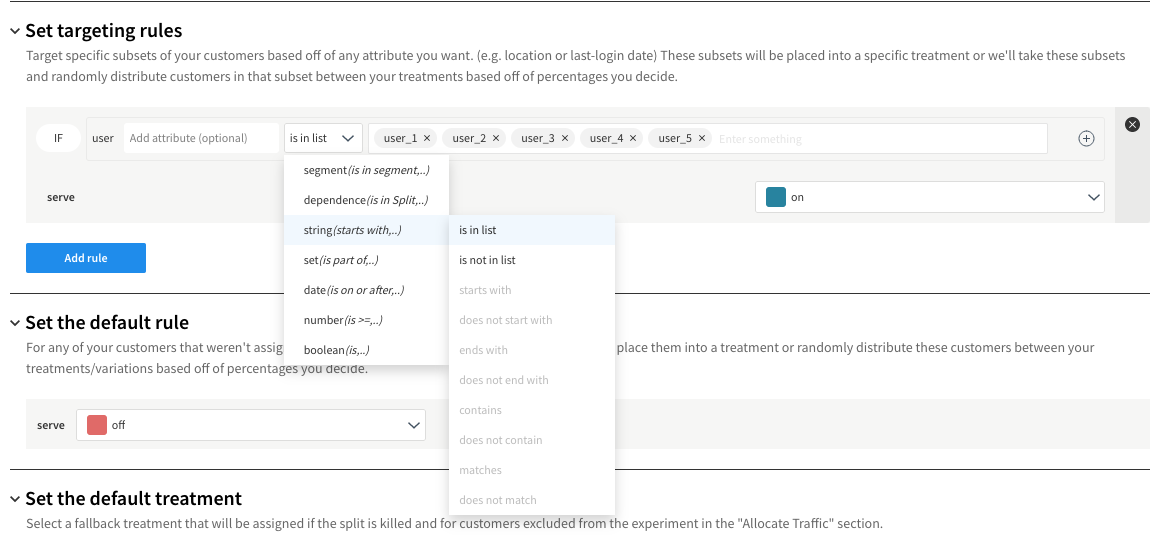 Set targeting rules
Target specific subsets of your customers based off of any attribute you want. (e.g. location or last-login date) These subsets will be placed into a specific treatment or we'll take these subsets
and randomly distribute customers in that subset between your treatments based off of percentages you decide.
IF user Add attribute (optional) is in list user_1 × user_2 × user_3 × user_4 × user_5 × Enter something
segment(is in segment,..)
dependence(is in Split,..)
serve on
string(starts with,..) is in list
set(is part of,..) is not in list
Add rule
date(is on or after,..) starts with
number(is >=,..) does not start with
boolean(is,..) ends with
does not end with
contains
does not contain
matches
does not match
Set the default rule
For any of your customers that weren't assig place them into a treatment or randomly distribute these customers between your
treatments/variations based off of percentages you decide.
serve off
Set the default treatment
Select a fallback treatment that will be assigned if the split is killed and for customers excluded from the experiment in the "Allocate Traffic" section.